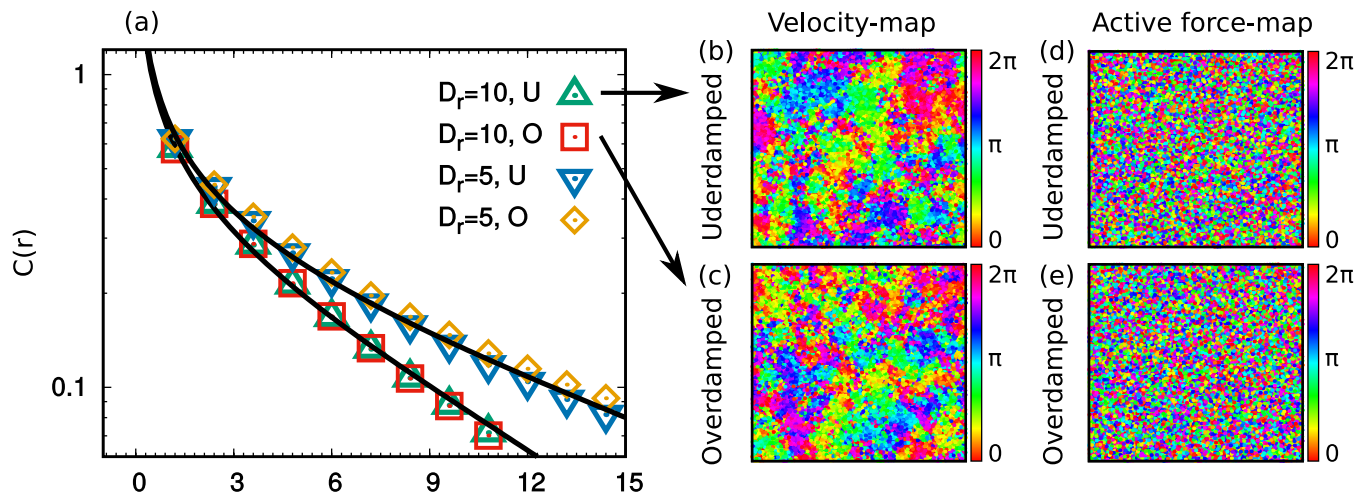 (a)
C(r)
1
0.1
0 3 6 9 12 15
D_r=10, U
D_r=10, O
D_r=5, U
D_r=5, O
Velocity-map
Active force-map
(b)
Uderdamped
2π
π
0
(d)
Uderdamped
2π
π
0
(c)
Overdamped
2π
π
0
(e)
Overdamped
2π
π
0